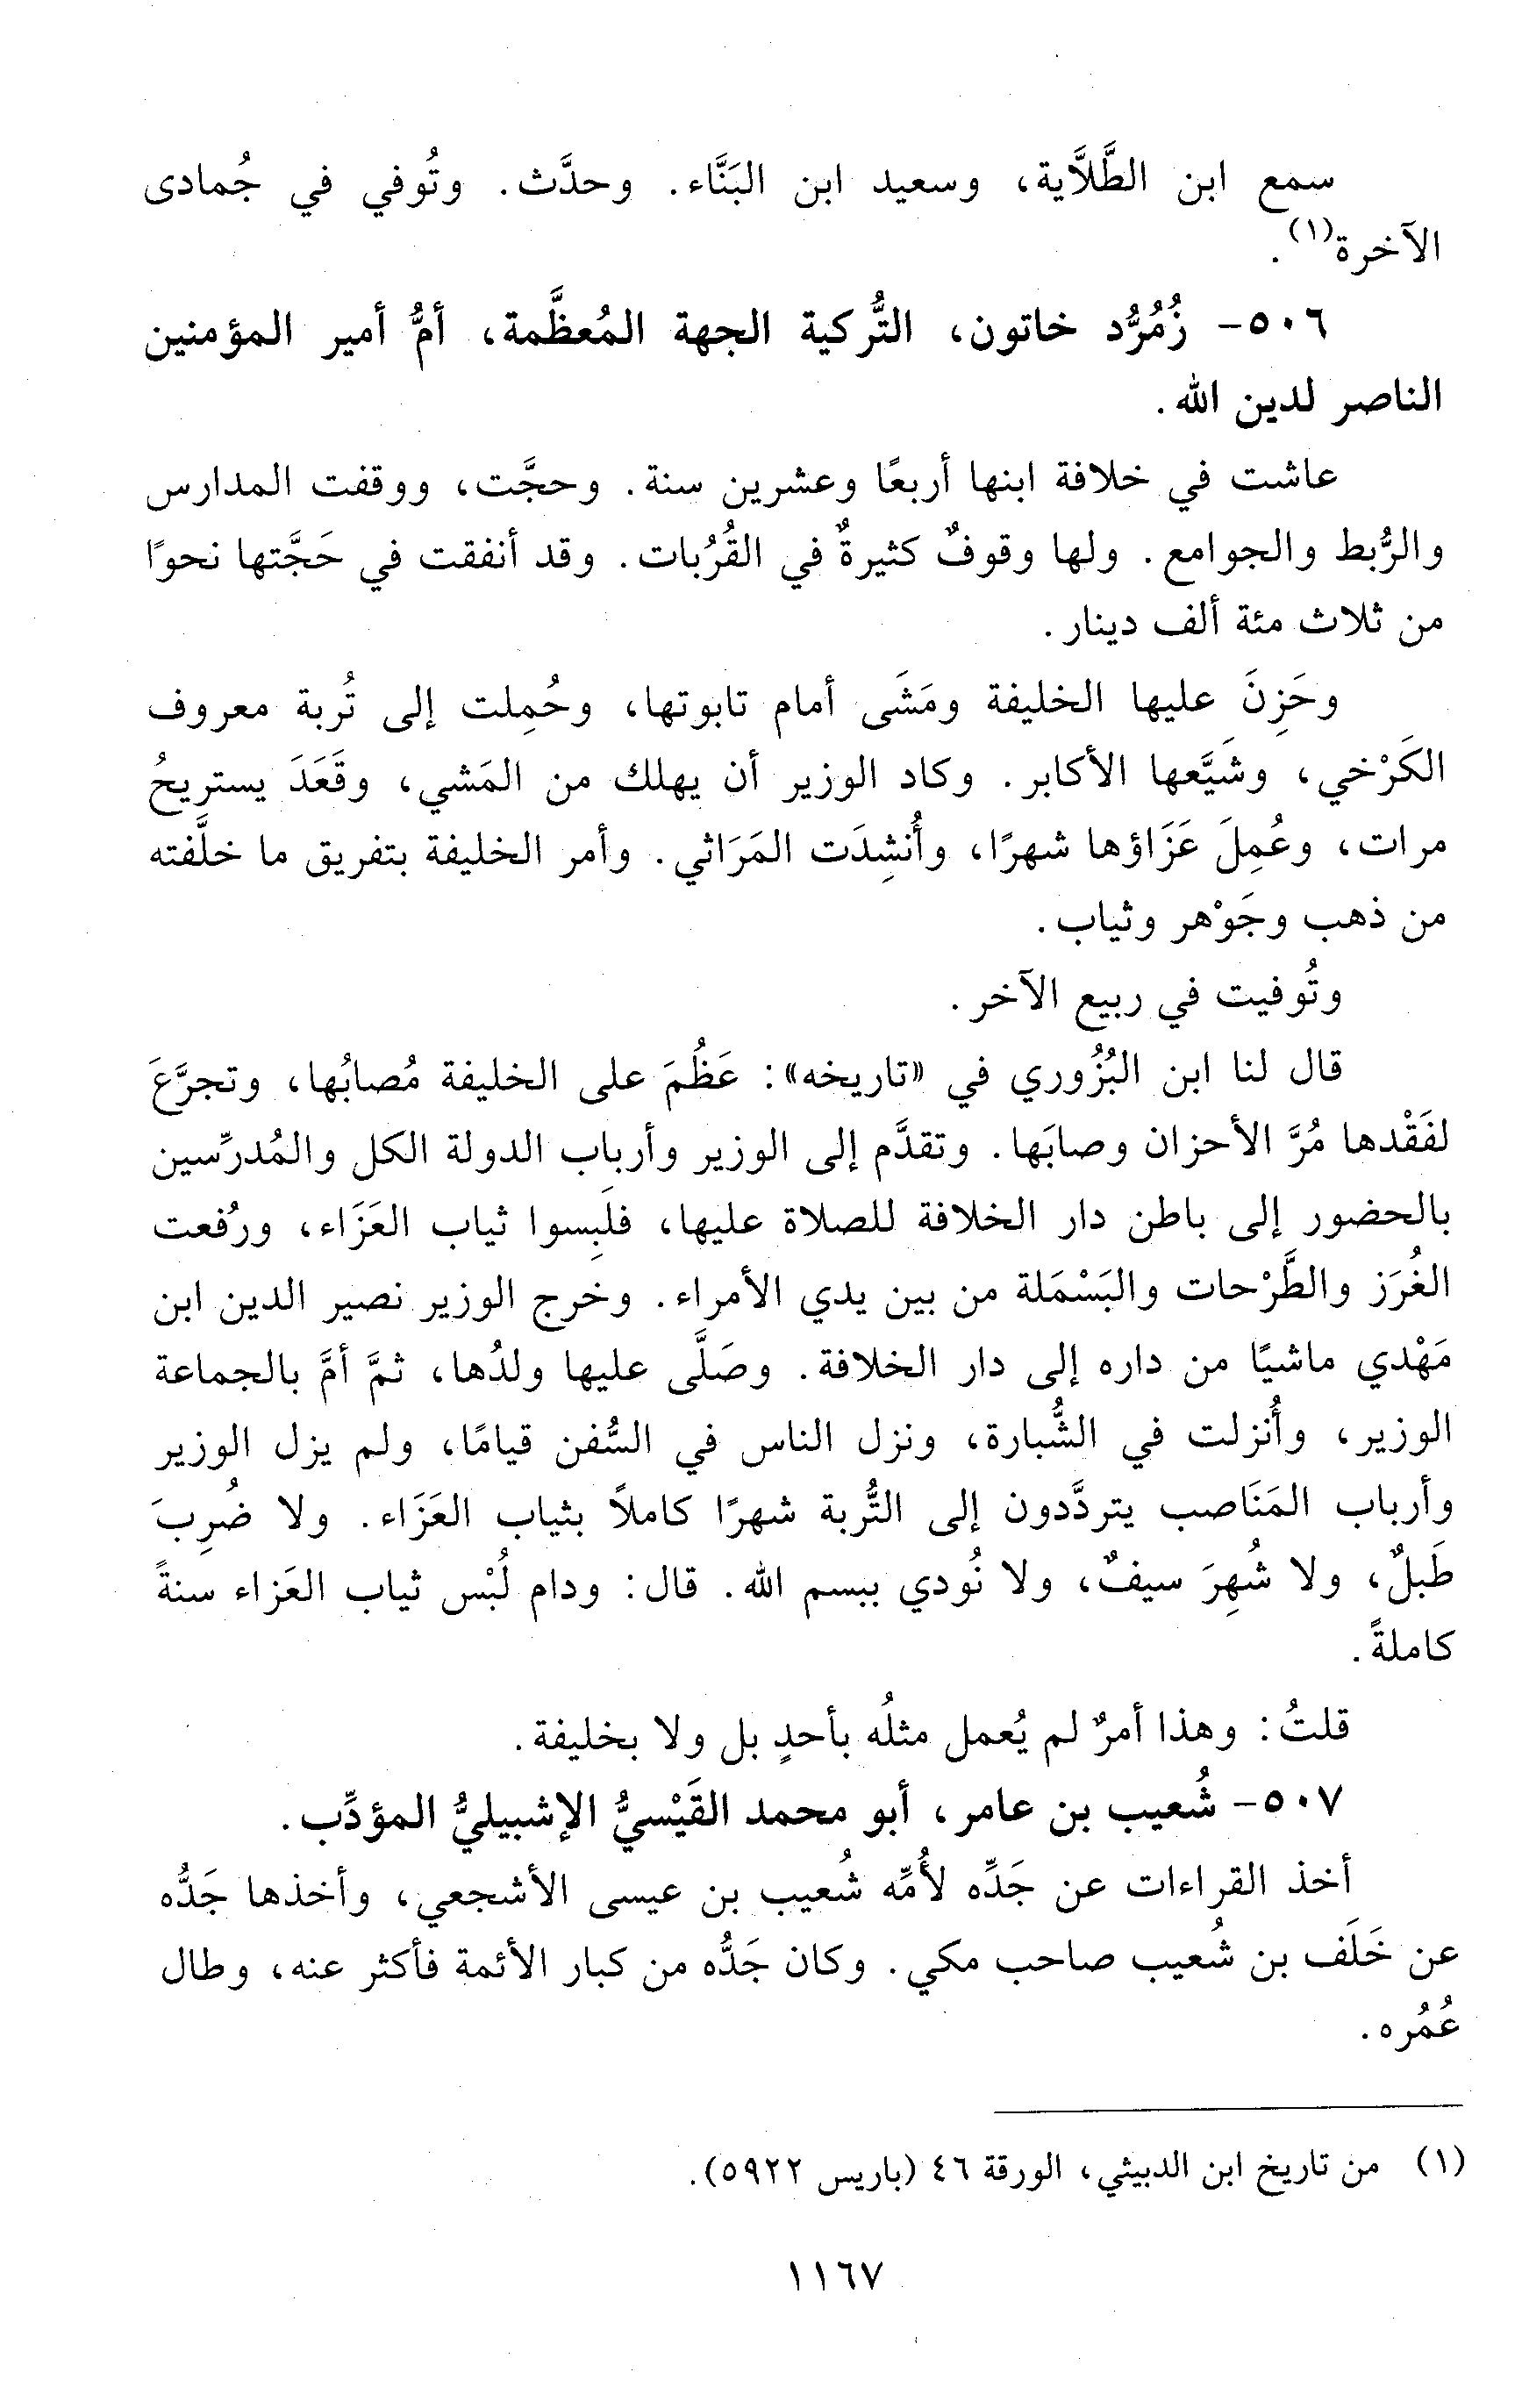 سمع ابن الطَّلاَّية، وسعيد ابن البَنَّاء. وحدَّث. وتُوفي في جُمادى
الآخرة(١).
٥٠٦- زُمُرُّد خاتون، التُّركية الجهة المُعظَّمة، أمُّ أمير المؤمنين
الناصر لدين الله.
عاشت في خلافة ابنها أربعًا وعشرين سنة. وحجَّت، ووقفت المدارس
والرُّبط والجوامع. ولها وقوفٌ كثيرةٌ في القُرُبات. وقد أنفقت في حَجَّتها نحوًا
من ثلاث مئة ألف دينار.
وحَزِنَ عليها الخليفة ومَشَى أمام تابوتها، وحُمِلت إلى تُربة معروف
الكَرْخي، وشَيَّعها الأكابر. وكاد الوزير أن يهلك من المَشي، وقَعَدَ يستريحُ
مرات، وعُمِلَ عَزَاؤها شهرًا، وأُنشِدَت المَرَاثي. وأمر الخليفة بتفريق ما خلَّفته
من ذهب وجَوْهر وثياب.
وتُوفيت في ربيع الآخر.
قال لنا ابن البُزُوري في «تاريخه»: عَظُمَ على الخليفة مُصابُها، وتجرَّعَ
لفَقْدها مُرَّ الأحزان وصابَها. وتقدَّم إلى الوزير وأرباب الدولة الكل والمُدرِّسين
بالحضور إلى باطن دار الخلافة للصلاة عليها، فلَبِسوا ثياب العَزَاء، ورُفعت
الغُرَز والطَّرْحات والبَسْمَلة من بين يدي الأمراء. وخرج الوزير نصير الدين ابن
مَهْدي ماشيًا من داره إلى دار الخلافة. وصَلَّى عليها ولدُها، ثمَّ أمَّ بالجماعة
الوزير، وأُنزلت في الشُّبارة، ونزل الناس في السُّفن قيامًا، ولم يزل الوزير
وأرباب المَنَاصب يتردَّدون إلى التُّربة شهرًا كاملاً بثياب العَزَاء. ولا ضُرِبَ
طَبلٌ، ولا شُهِرَ سيفٌ، ولا نُودي ببسم الله. قال: ودام لُبْس ثياب العَزاء سنةً
كاملةً.
قلتُ: وهذا أمرٌ لم يُعمل مثلُه بأحدٍ بل ولا بخليفة.
٥٠٧- شُعيب بن عامر، أبو محمد القَيْسيُّ الإشبيليُّ المؤدِّب.
أخذ القراءات عن جَدِّه لأُمِّه شُعيب بن عيسى الأشجعي، وأخذها جَدُّه
عن خَلَف بن شُعيب صاحب مكي. وكان جَدُّه من كبار الأئمة فأكثر عنه، وطال
عُمُره.
(١) من تاريخ ابن الدبيثي، الورقة ٤٦ (باريس ٥٩٢٢).
١١٦٧